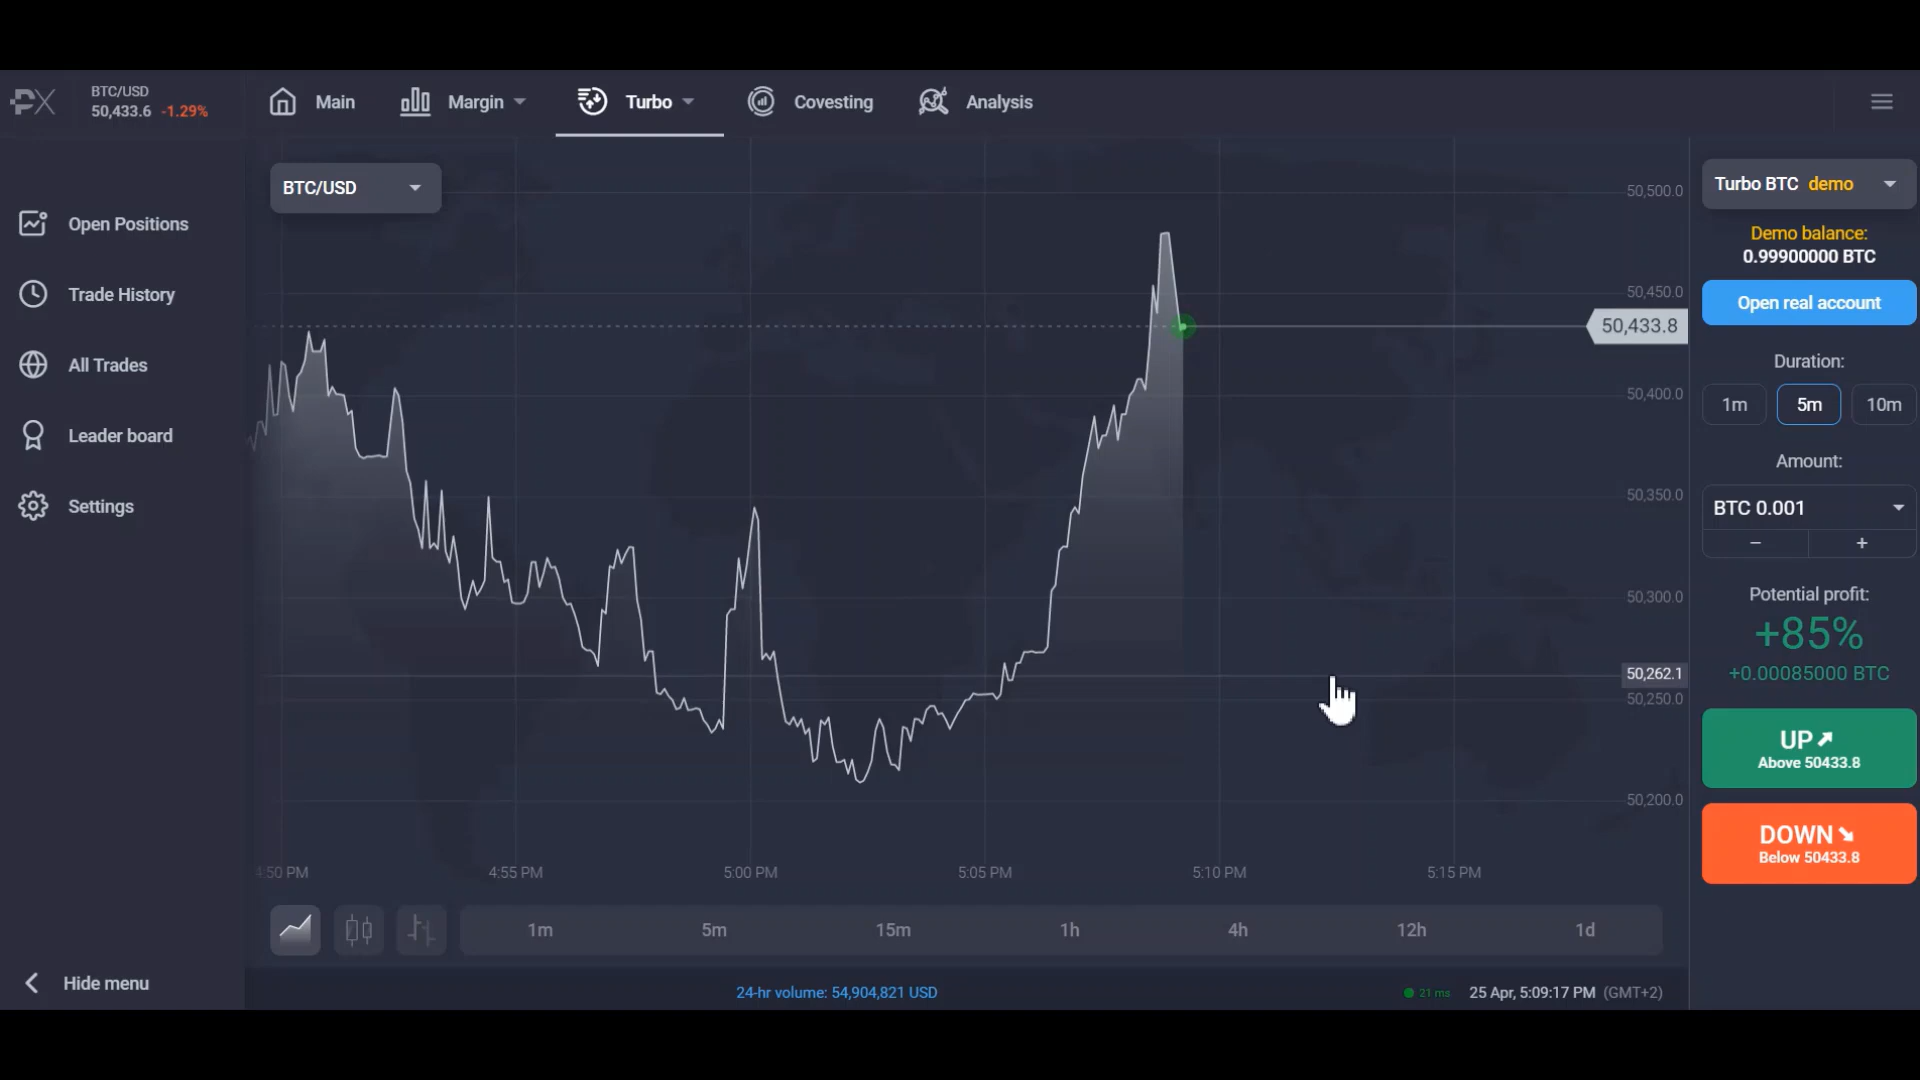 PX
BTC/USD
50,433.6 -1.29%
Main
Margin
Turbo
Covesting
Analysis
Open Positions
Trade History
All Trades
Leader board
Settings
Hide menu
BTC/USD
50,500.0
50,450.0
50,433.8
50,400.0
50,350.0
50,300.0
50,262.1
50,250.0
50,200.0
4:50 PM 4:55 PM 5:00 PM 5:05 PM 5:10 PM 5:15 PM
1m 5m 15m 1h 4h 12h 1d
24-hr volume: 54,904,821 USD
21 ms 25 Apr, 5:09:17 PM (GMT+2)
Turbo BTC demo
Demo balance:
0.99900000 BTC
Open real account
Duration:
1m 5m 10m
Amount:
BTC 0.001
− +
Potential profit:
+85%
+0.00085000 BTC
UP
Above 50433.8
DOWN
Below 50433.8